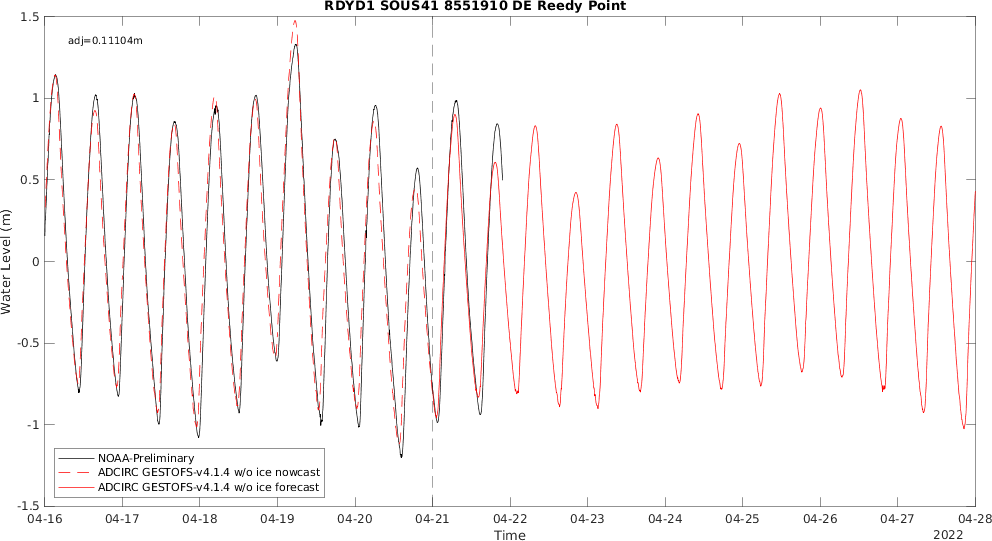 RDYD1 SOUS41 8551910 DE Reedy Point
adj=0.11104m
1.5
1
0.5
0
-0.5
-1
-1.5
Water Level (m)
NOAA-Preliminary
ADCIRC GESTOFS-v4.1.4 w/o ice nowcast
ADCIRC GESTOFS-v4.1.4 w/o ice forecast
04-16 04-17 04-18 04-19 04-20 04-21 04-22 04-23 04-24 04-25 04-26 04-27 04-28
Time
2022